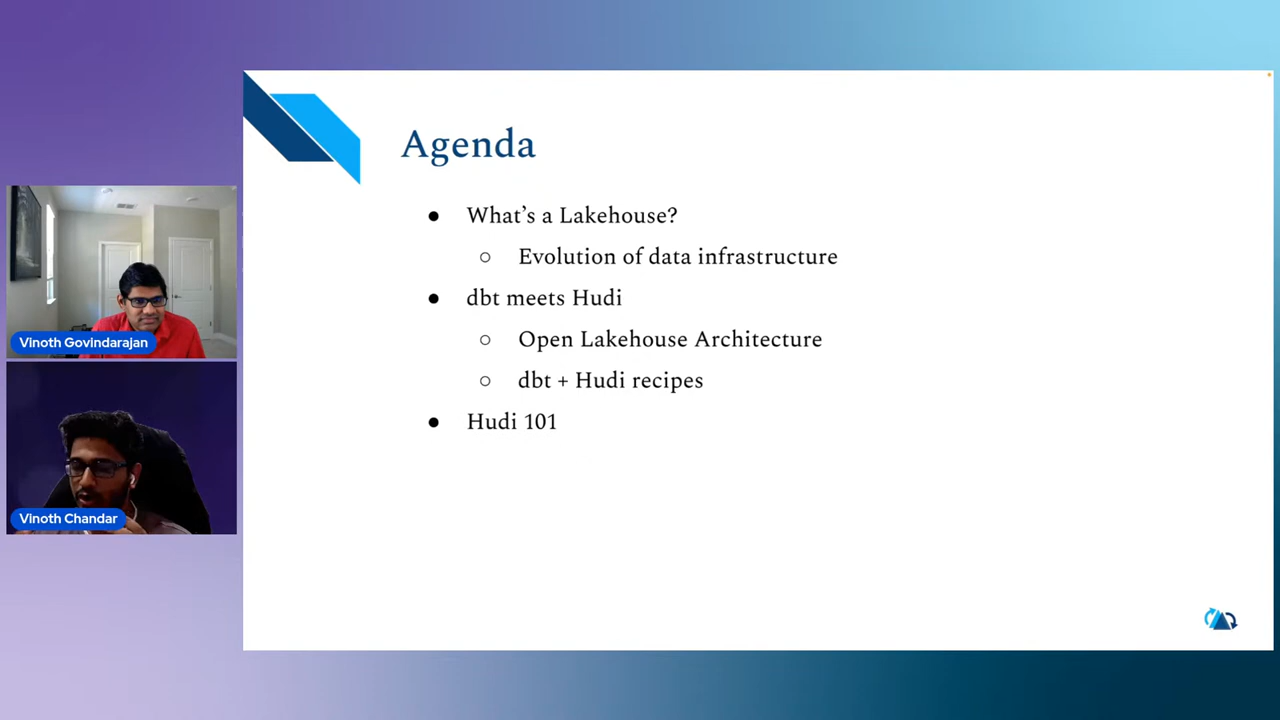 Agenda
● What's a Lakehouse?
○ Evolution of data infrastructure
● dbt meets Hudi
○ Open Lakehouse Architecture
○ dbt + Hudi recipes
● Hudi 101
Vinoth Govindarajan
Vinoth Chandar